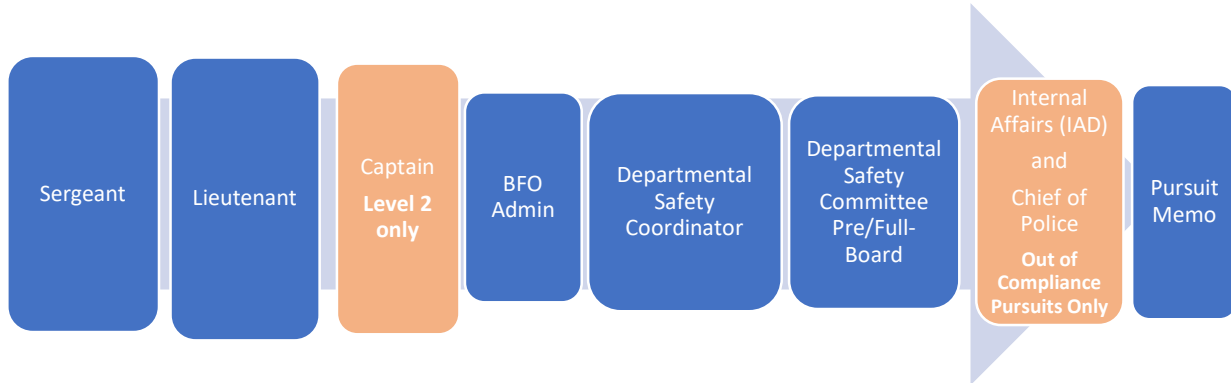 Sergeant
Lieutenant
Captain
Level 2
only
BFO
Admin
Departmental
Safety
Coordinator
Departmental
Safety
Committee
Pre/Full-
Board
Internal
Affairs (IAD)
and
Chief of
Police
Out of
Compliance
Pursuits Only
Pursuit
Memo